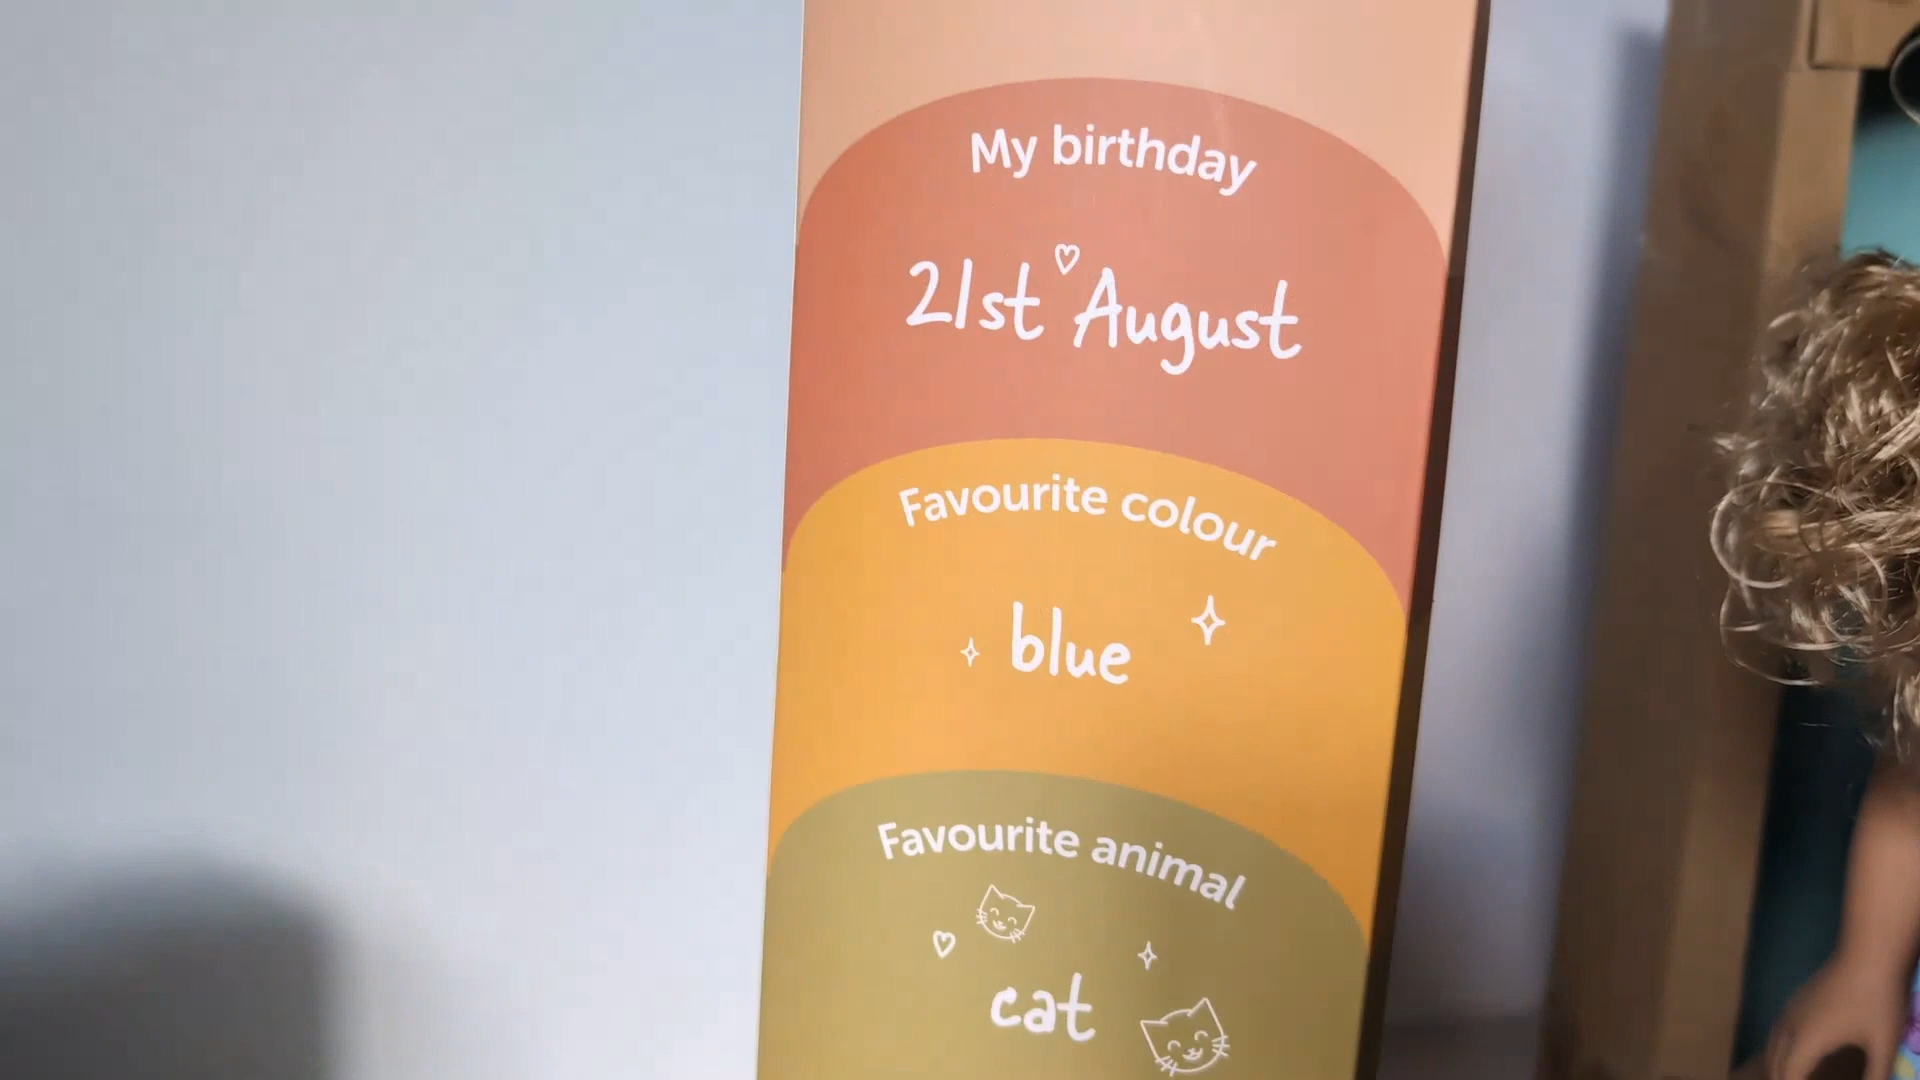 My birthday
21st August
Favourite colour
blue
Favourite animal
cat